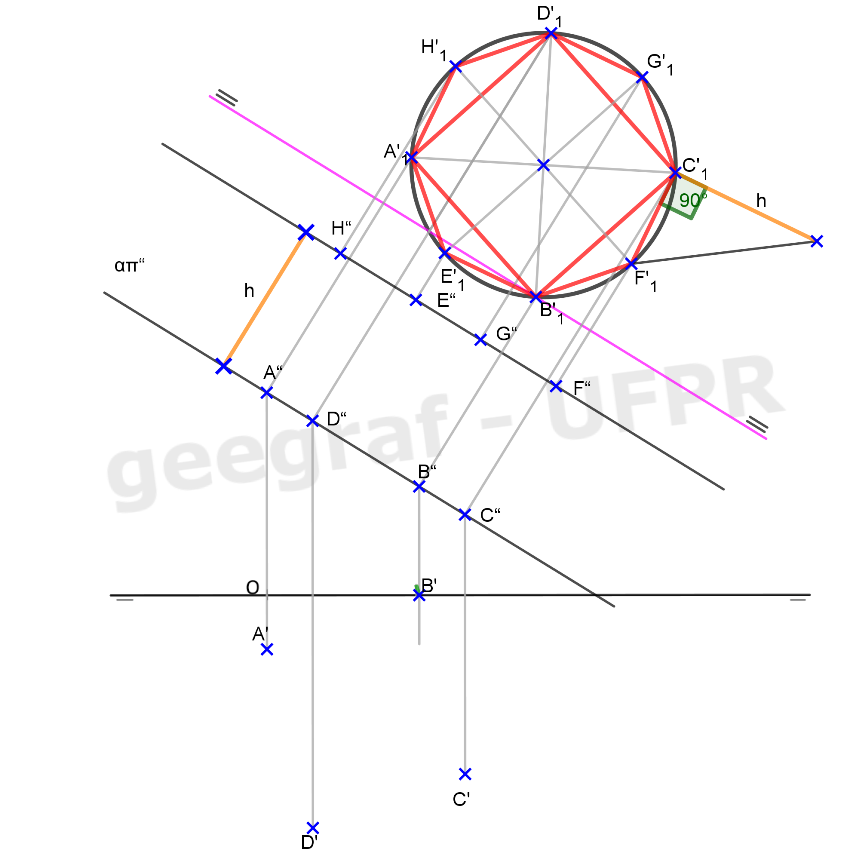 D'₁
H'₁
G'₁
A'₁
C'₁
90°
h
H“
F'₁
E'₁
απ“
h
E“
B'₁
G“
A“
F“
D“
geegraf - UFPR
B“
C“
O
B'
A'
C'
D'